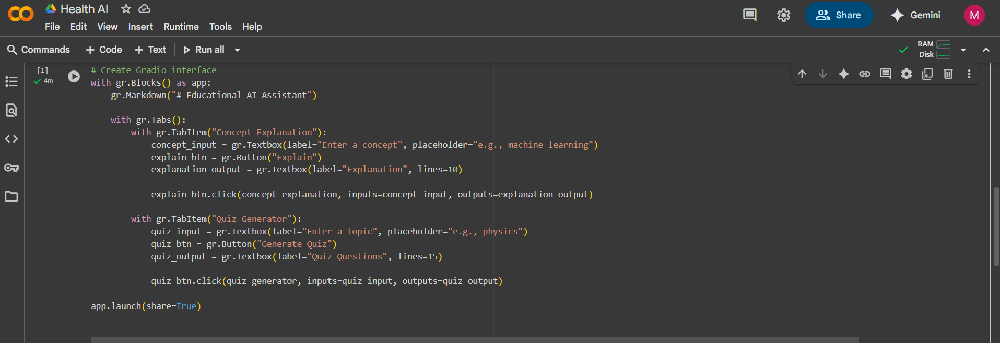 Health AI
File Edit View Insert Runtime Tools Help
Share
Gemini
M
Commands + Code + Text Run all
RAM
Disk
[1]
4m
# Create Gradio interface
with gr.Blocks() as app:
    gr.Markdown("# Educational AI Assistant")
    with gr.Tabs():
        with gr.TabItem("Concept Explanation"):
            concept_input = gr.Textbox(label="Enter a concept", placeholder="e.g., machine learning")
            explain_btn = gr.Button("Explain")
            explanation_output = gr.Textbox(label="Explanation", lines=10)
            explain_btn.click(concept_explanation, inputs=concept_input, outputs=explanation_output)
        with gr.TabItem("Quiz Generator"):
            quiz_input = gr.Textbox(label="Enter a topic", placeholder="e.g., physics")
            quiz_btn = gr.Button("Generate Quiz")
            quiz_output = gr.Textbox(label="Quiz Questions", lines=15)
            quiz_btn.click(quiz_generator, inputs=quiz_input, outputs=quiz_output)
app.launch(share=True)